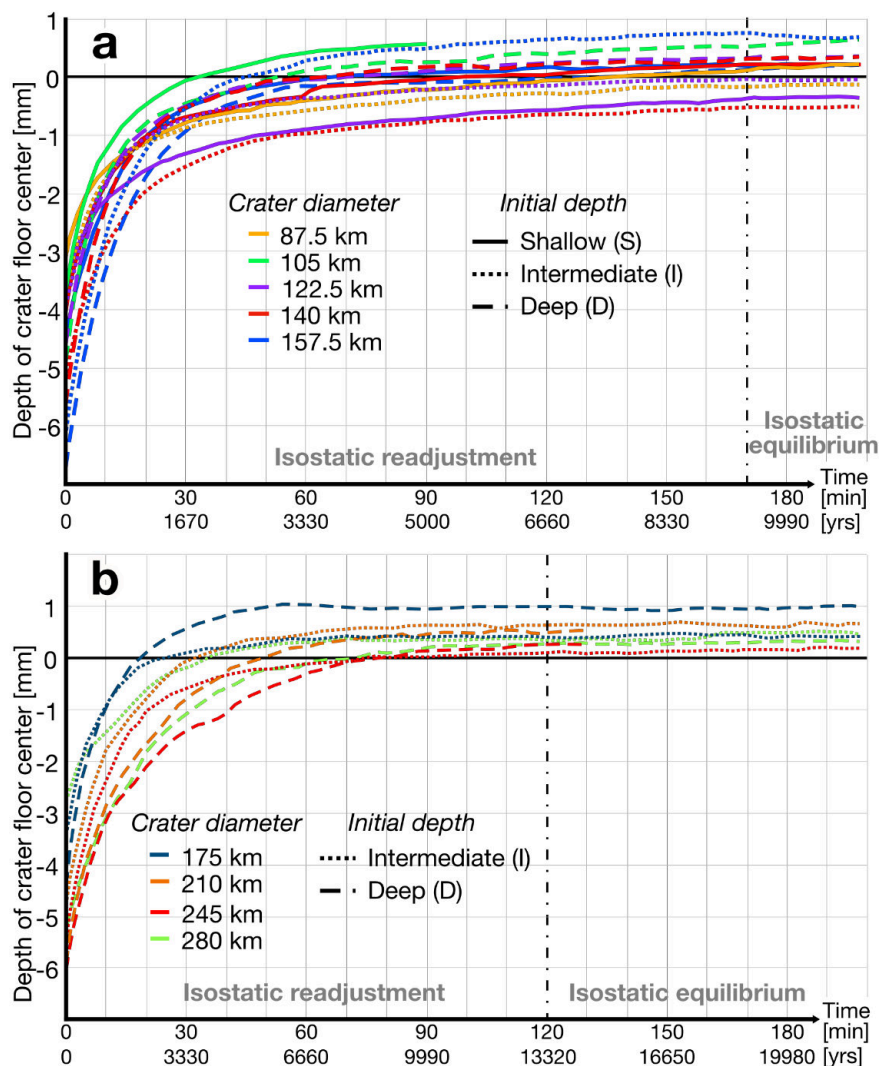 a
Depth of crater floor center [mm]
1
0
-1
-2
-3
-4
-5
-6
Crater diameter
87.5 km
105 km
122.5 km
140 km
157.5 km
Initial depth
Shallow (S)
Intermediate (I)
Deep (D)
Isostatic readjustment
Isostatic equilibrium
0 30 60 90 120 150 180 Time [min]
0 1670 3330 5000 6660 8330 9990 [yrs]
b
Depth of crater floor center [mm]
1
0
-1
-2
-3
-4
-5
-6
Crater diameter
175 km
210 km
245 km
280 km
Initial depth
Intermediate (I)
Deep (D)
Isostatic readjustment
Isostatic equilibrium
0 30 60 90 120 150 180 Time [min]
0 3330 6660 9990 13320 16650 19980 [yrs]